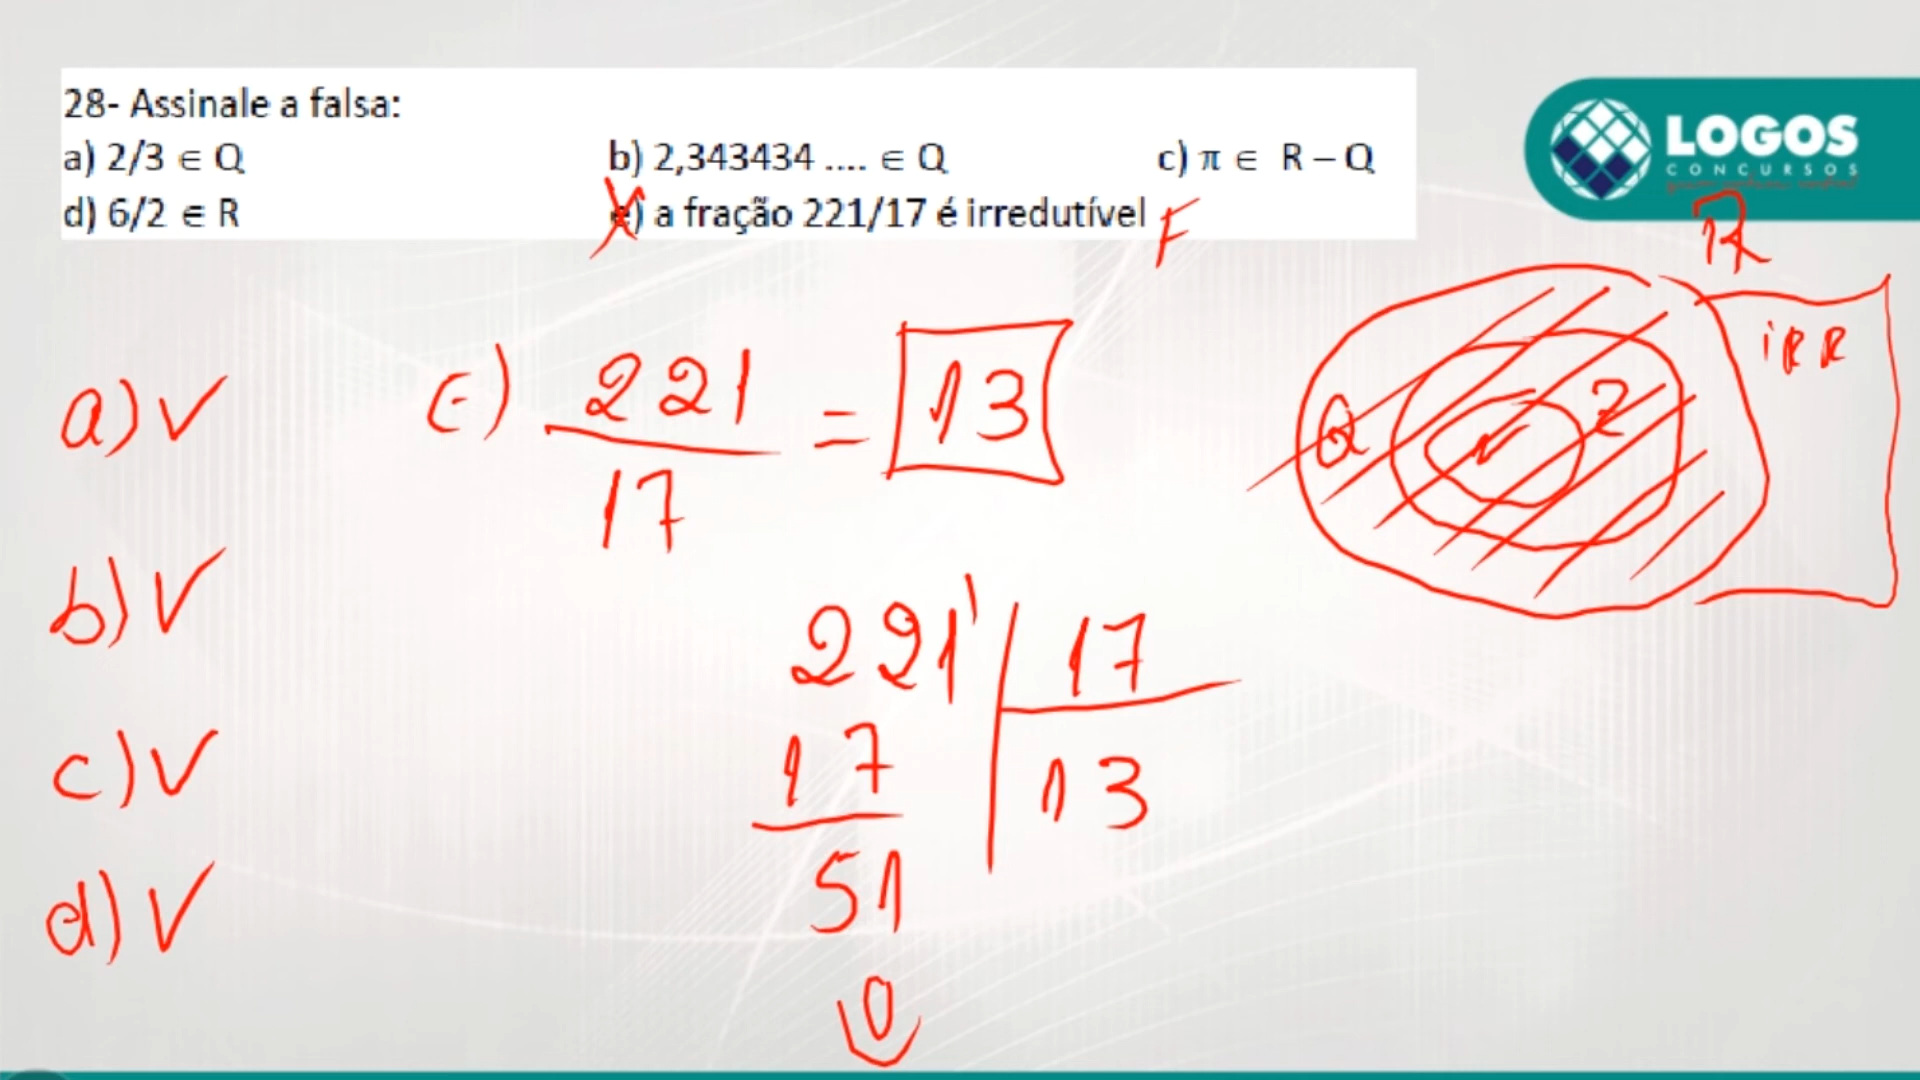 28- Assinale a falsa:
a) 2/3 ∈ Q b) 2,343434 .... ∈ Q c) π ∈ R – Q
d) 6/2 ∈ R e) a fração 221/17 é irredutível F
LOGOS
CONCURSOS
R
IRR
Q Z N
a) V e) 221 = 13
17
b) V
221 17
17 13
c) V
51
d) V
0